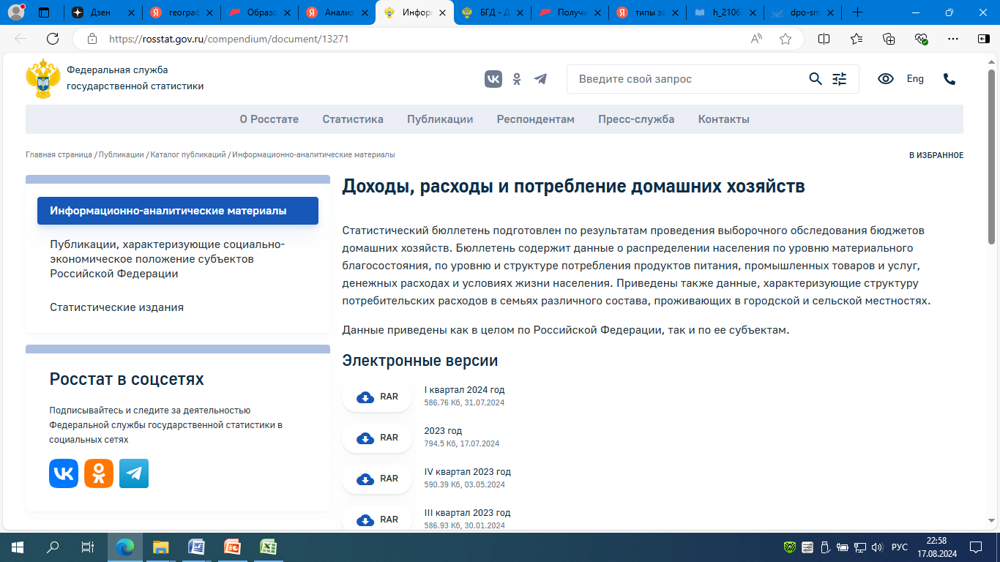 Дзен
географ
Образо
Анализ
Информ
БГД - Д
Получи
типы за
h_2106
dpo-sm
https://rosstat.gov.ru/compendium/document/13271
Федеральная служба
государственной статистики
Введите свой запрос
Eng
О Росстате Статистика Публикации Респондентам Пресс-служба Контакты
Главная страница / Публикации / Каталог публикаций / Информационно-аналитические материалы
В ИЗБРАННОЕ
Информационно-аналитические материалы
Публикации, характеризующие социально-
экономическое положение субъектов
Российской Федерации
Статистические издания
Росстат в соцсетях
Подписывайтесь и следите за деятельностью
Федеральной службы государственной статистики в
социальных сетях
Доходы, расходы и потребление домашних хозяйств
Статистический бюллетень подготовлен по результатам проведения выборочного обследования бюджетов
домашних хозяйств. Бюллетень содержит данные о распределении населения по уровню материального
благосостояния, по уровню и структуре потребления продуктов питания, промышленных товаров и услуг,
денежных расходах и условиях жизни населения. Приведены также данные, характеризующие структуру
потребительских расходов в семьях различного состава, проживающих в городской и сельской местностях.
Данные приведены как в целом по Российской Федерации, так и по ее субъектам.
Электронные версии
RAR
I квартал 2024 год
586.76 Кб, 31.07.2024
RAR
2023 год
794.5 Кб, 17.07.2024
RAR
IV квартал 2023 год
590.39 Кб, 03.05.2024
RAR
III квартал 2023 год
586.93 Кб, 30.01.2024
РУС
22:58
17.08.2024